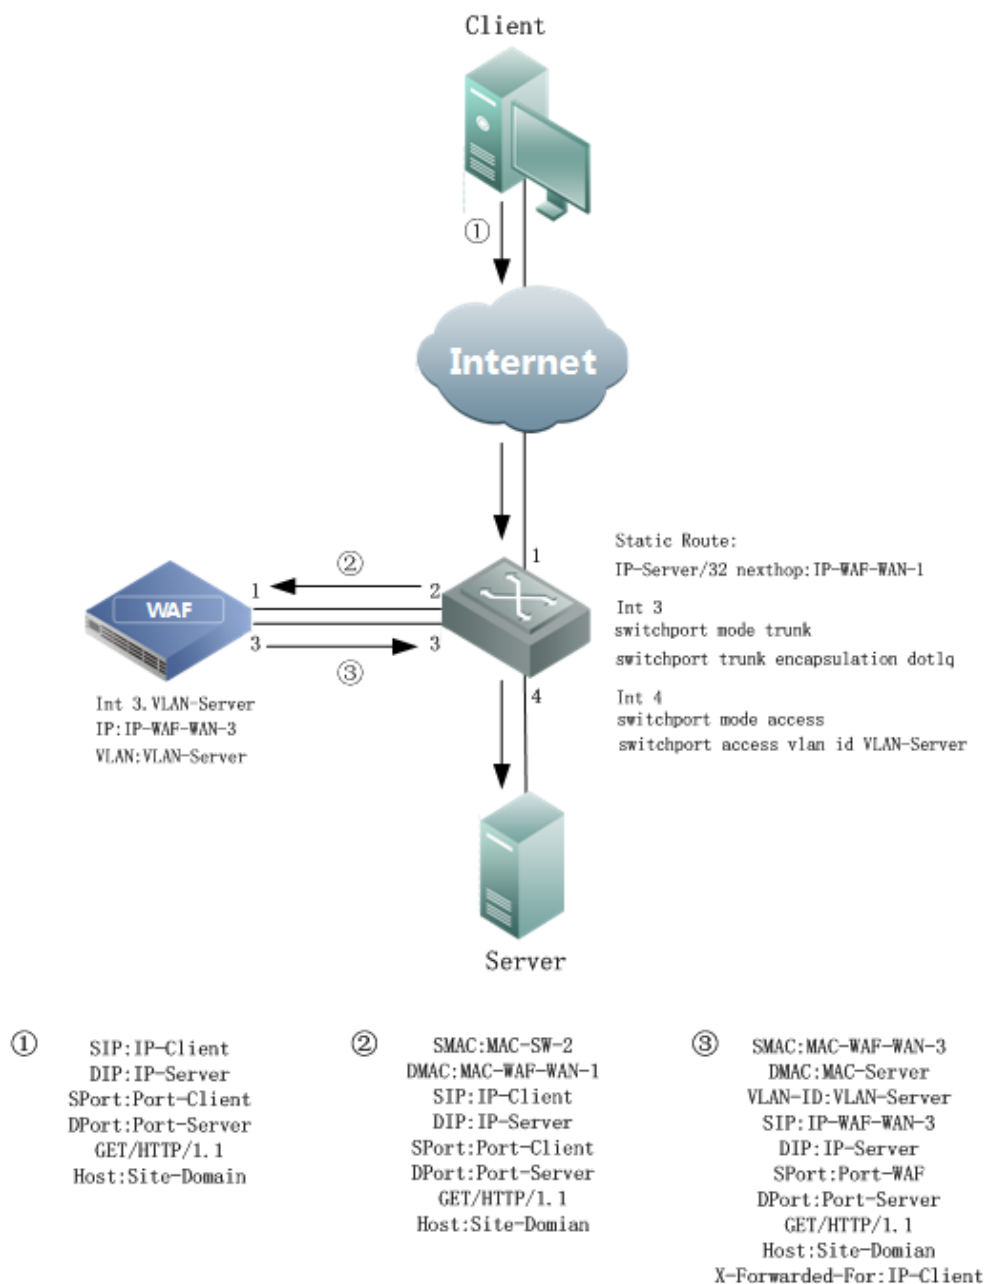 Client
①
Internet
Static Route:
IP-Server/32 nexthop:IP-WAF-WAN-1
Int 3
switchport mode trunk
switchport trunk encapsulation dotlq
Int 4
switchport mode access
switchport access vlan id VLAN-Server
1
②
1
2
WAF
3
3
③
4
Int 3.VLAN-Server
IP:IP-WAF-WAN-3
VLAN:VLAN-Server
Server
①
SIP:IP-Client
DIP:IP-Server
SPort:Port-Client
DPort:Port-Server
GET/HTTP/1.1
Host:Site-Domain
②
SMAC:MAC-SW-2
DMAC:MAC-WAF-WAN-1
SIP:IP-Client
DIP:IP-Server
SPort:Port-Client
DPort:Port-Server
GET/HTTP/1.1
Host:Site-Domian
③
SMAC:MAC-WAF-WAN-3
DMAC:MAC-Server
VLAN-ID:VLAN-Server
SIP:IP-WAF-WAN-3
DIP:IP-Server
SPort:Port-WAF
DPort:Port-Server
GET/HTTP/1.1
Host:Site-Domian
X-Forwarded-For:IP-Client